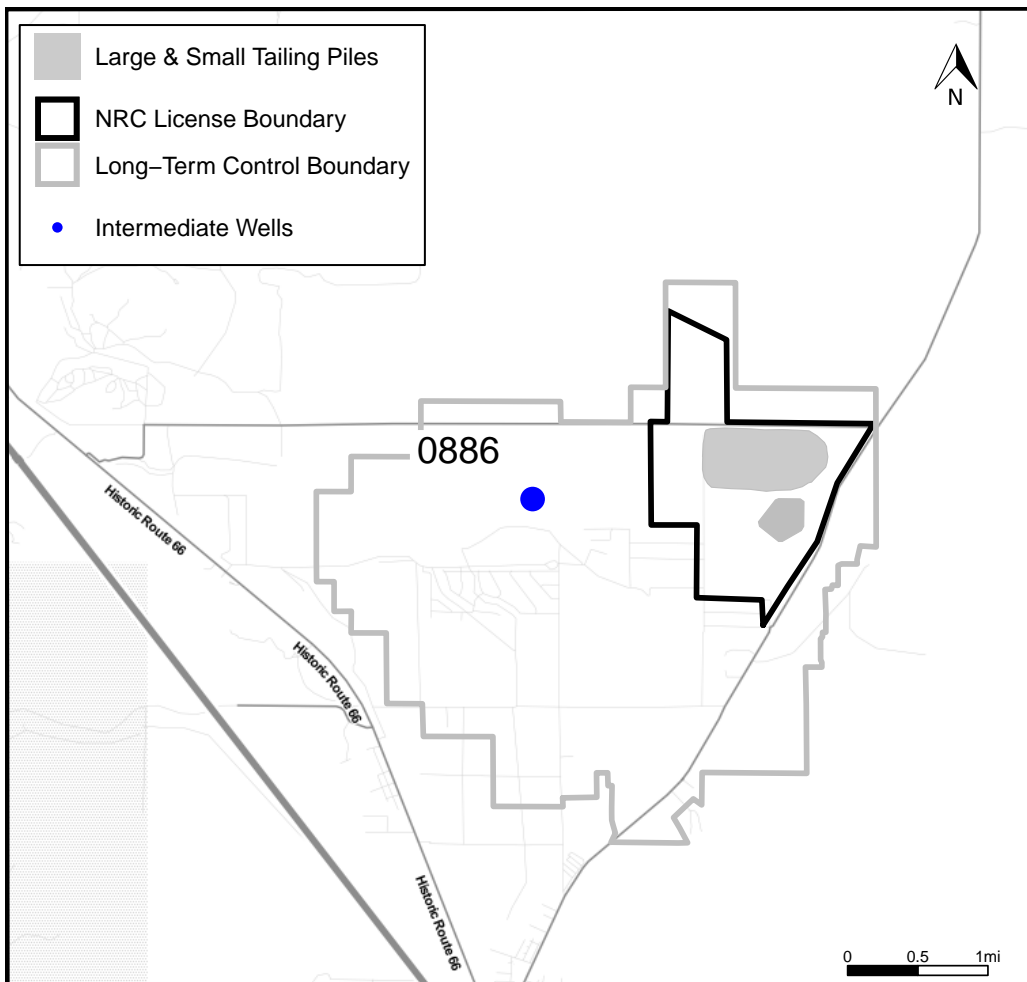 Large & Small Tailing Piles
NRC License Boundary
Long−Term Control Boundary
Intermediate Wells
N
0886
Historic Route 66
Historic Route 66
Historic Route 66
0 0.5 1mi